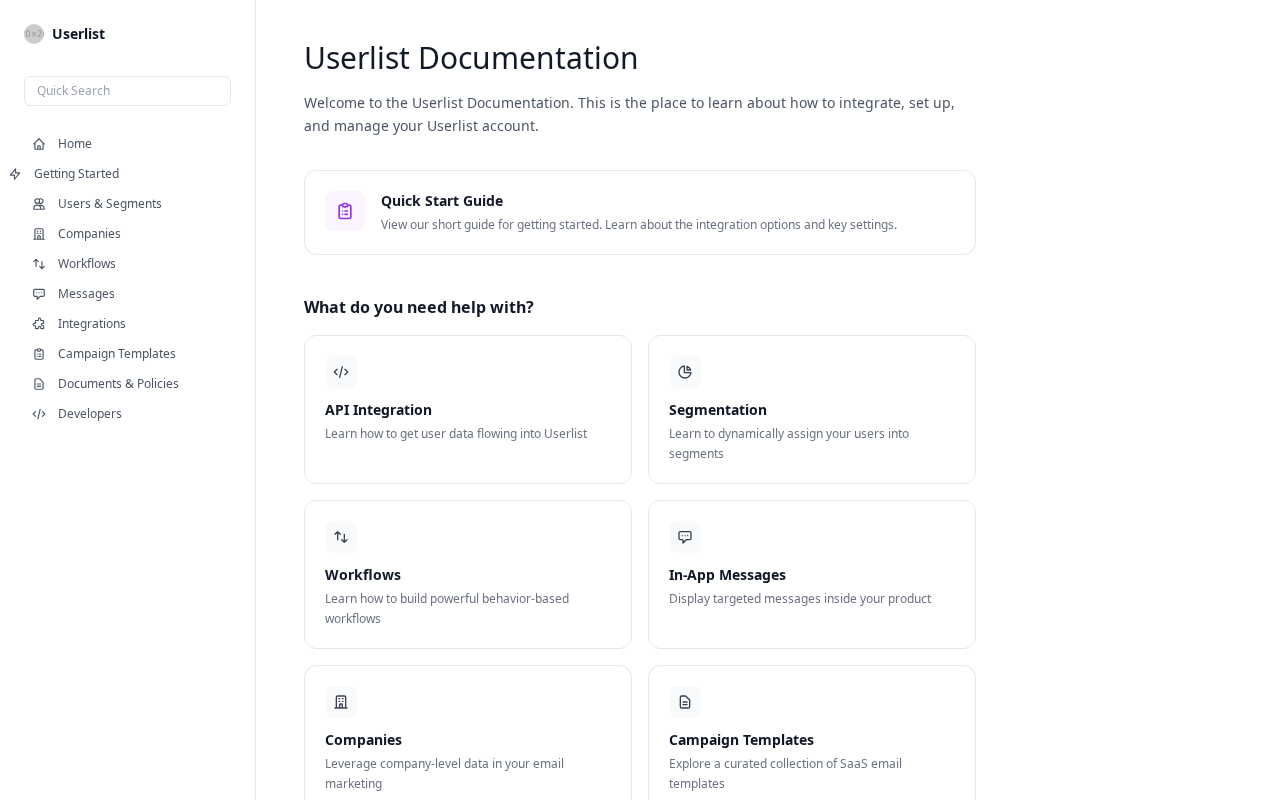 0×2
Userlist
Quick Search
Home
Getting Started
Users & Segments
Companies
Workflows
Messages
Integrations
Campaign Templates
Documents & Policies
Developers
Userlist Documentation
Welcome to the Userlist Documentation. This is the place to learn about how to integrate, set up,
and manage your Userlist account.
Quick Start Guide
View our short guide for getting started. Learn about the integration options and key settings.
What do you need help with?
API Integration
Learn how to get user data flowing into Userlist
Segmentation
Learn to dynamically assign your users into
segments
Workflows
Learn how to build powerful behavior-based
workflows
In-App Messages
Display targeted messages inside your product
Companies
Leverage company-level data in your email
marketing
Campaign Templates
Explore a curated collection of SaaS email
templates